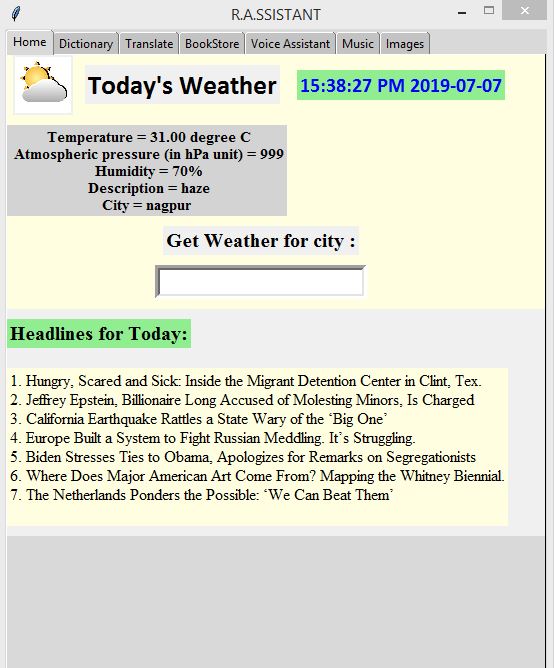 R.A.SSISTANT
Home Dictionary Translate BookStore Voice Assistant Music Images
Today's Weather
15:38:27 PM 2019-07-07
Temperature = 31.00 degree C
Atmospheric pressure (in hPa unit) = 999
Humidity = 70%
Description = haze
City = nagpur
Get Weather for city :
Headlines for Today:
1. Hungry, Scared and Sick: Inside the Migrant Detention Center in Clint, Tex.
2. Jeffrey Epstein, Billionaire Long Accused of Molesting Minors, Is Charged
3. California Earthquake Rattles a State Wary of the ‘Big One’
4. Europe Built a System to Fight Russian Meddling. It’s Struggling.
5. Biden Stresses Ties to Obama, Apologizes for Remarks on Segregationists
6. Where Does Major American Art Come From? Mapping the Whitney Biennial.
7. The Netherlands Ponders the Possible: ‘We Can Beat Them’